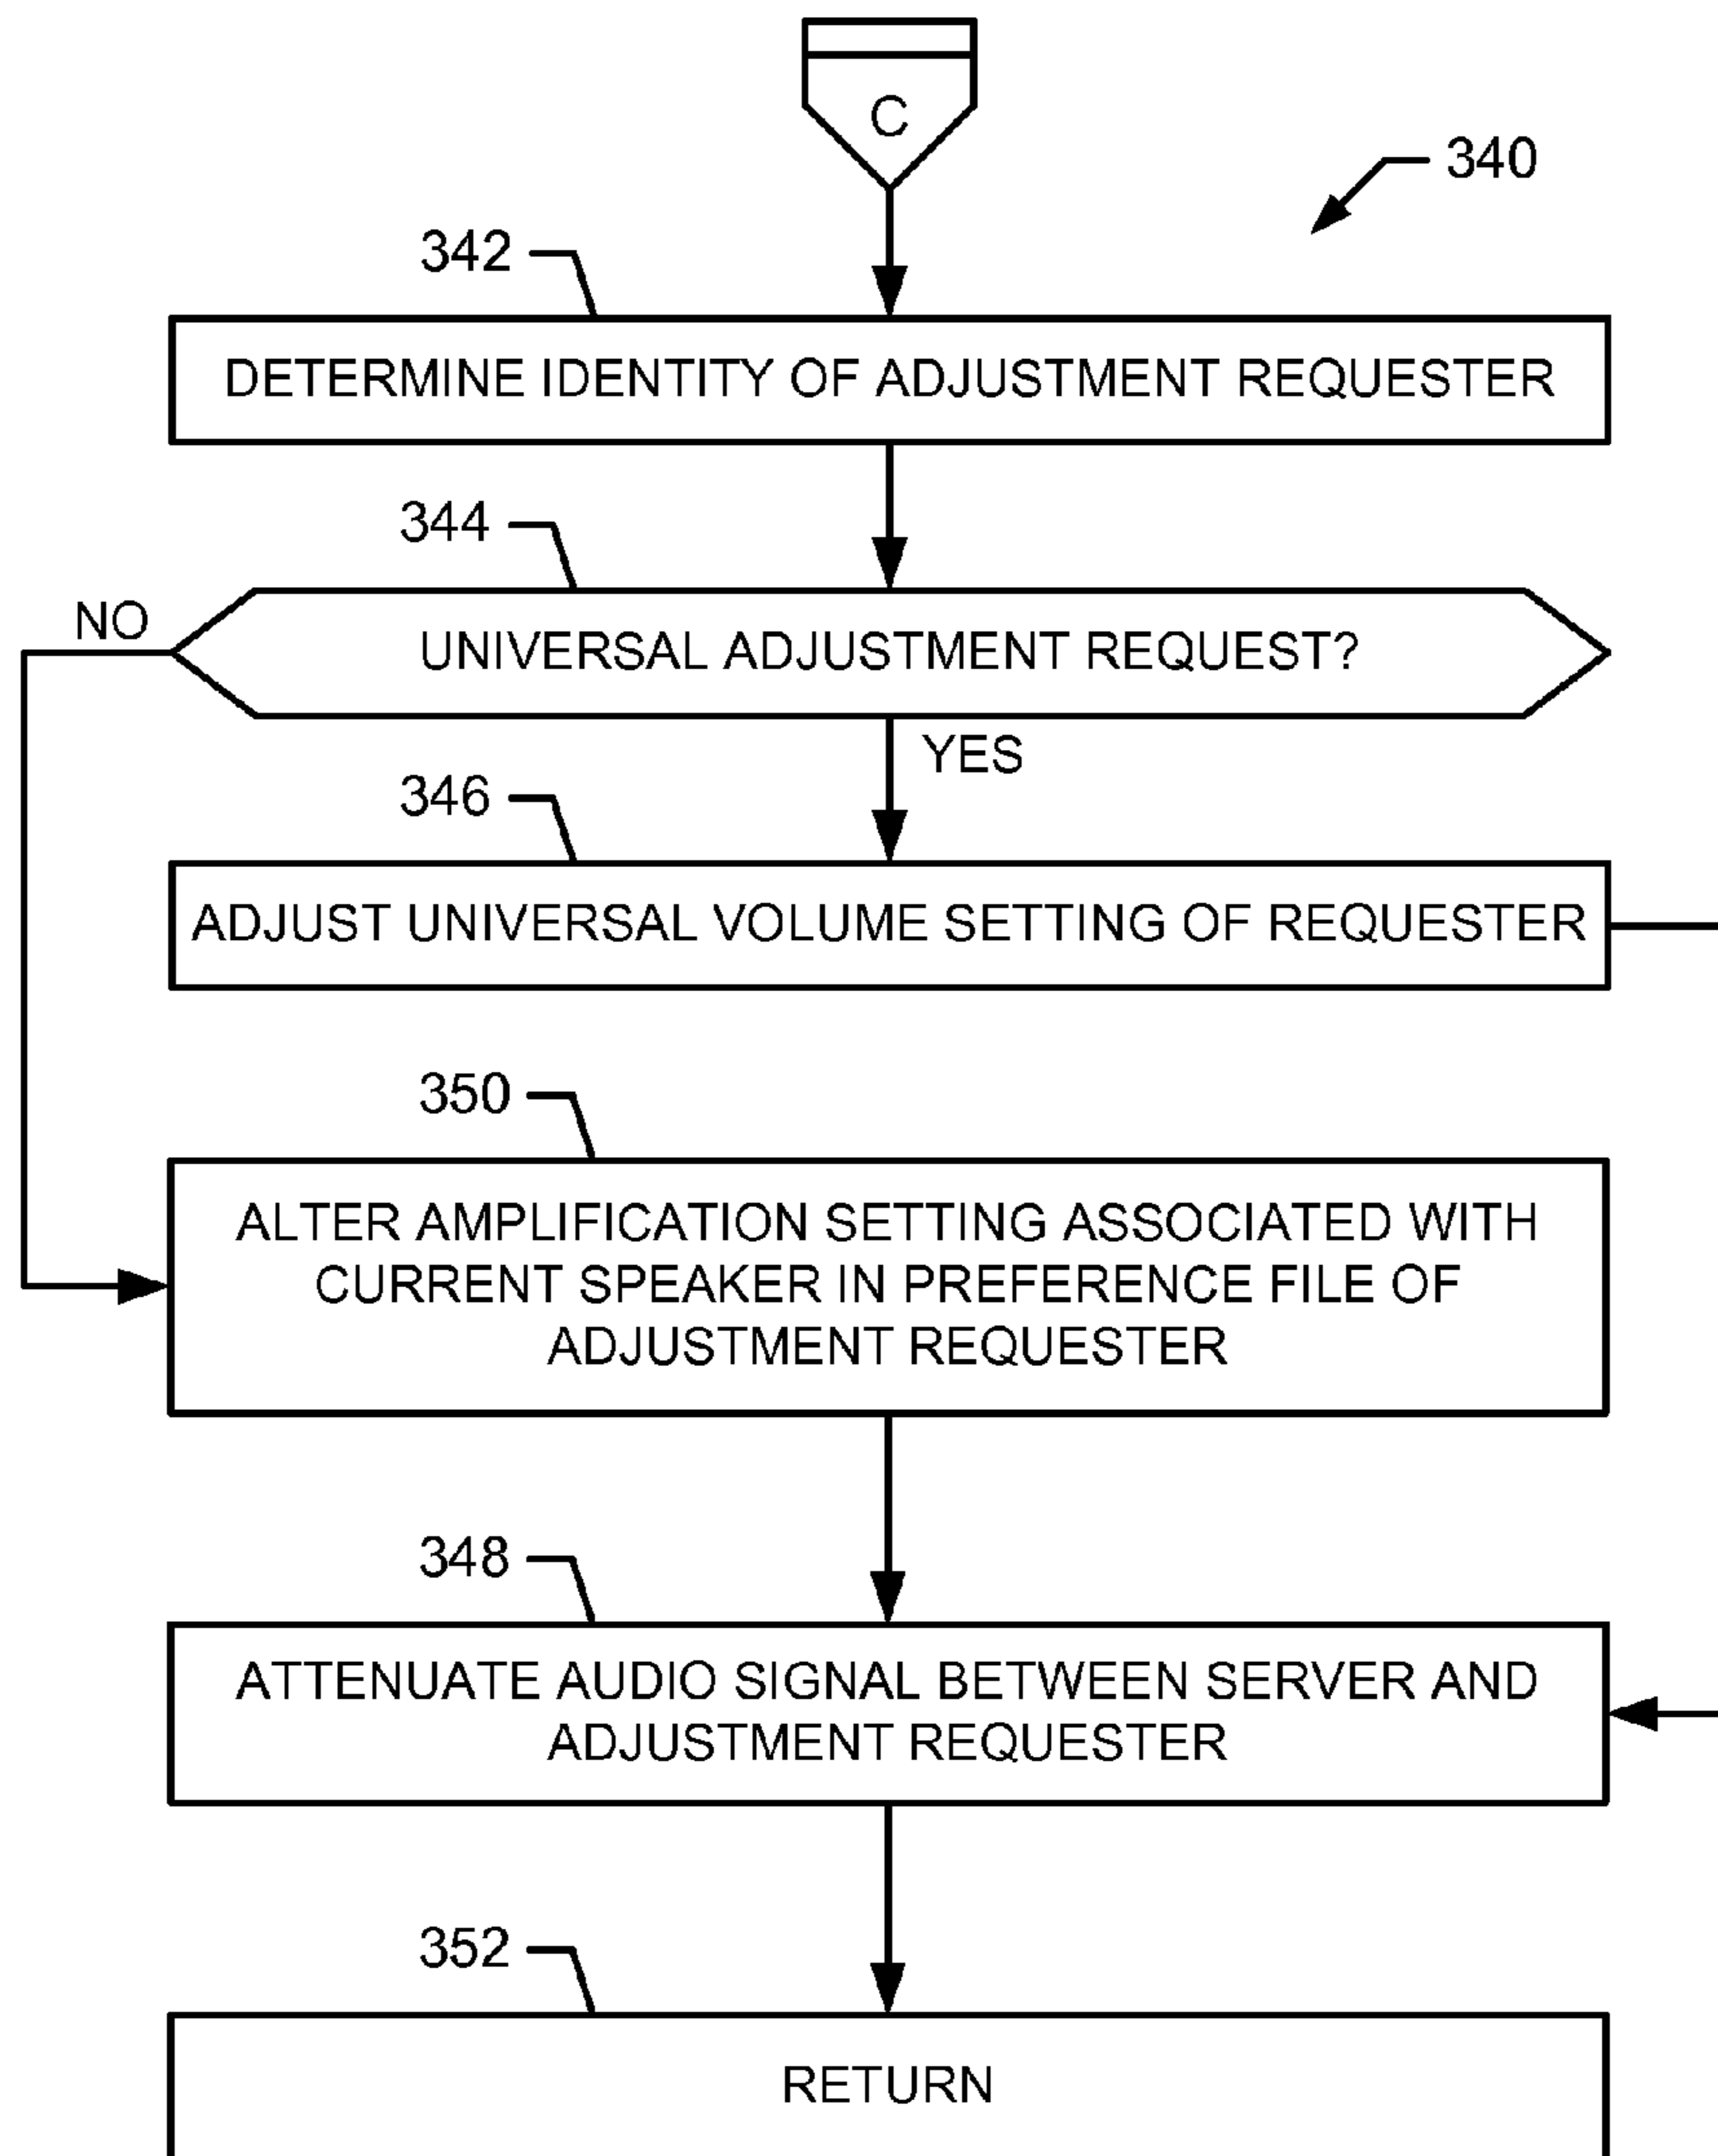 C
340
342
DETERMINE IDENTITY OF ADJUSTMENT REQUESTER
344
NO
UNIVERSAL ADJUSTMENT REQUEST?
YES
346
ADJUST UNIVERSAL VOLUME SETTING OF REQUESTER
350
ALTER AMPLIFICATION SETTING ASSOCIATED WITH
CURRENT SPEAKER IN PREFERENCE FILE OF
ADJUSTMENT REQUESTER
348
ATTENUATE AUDIO SIGNAL BETWEEN SERVER AND
ADJUSTMENT REQUESTER
352
RETURN